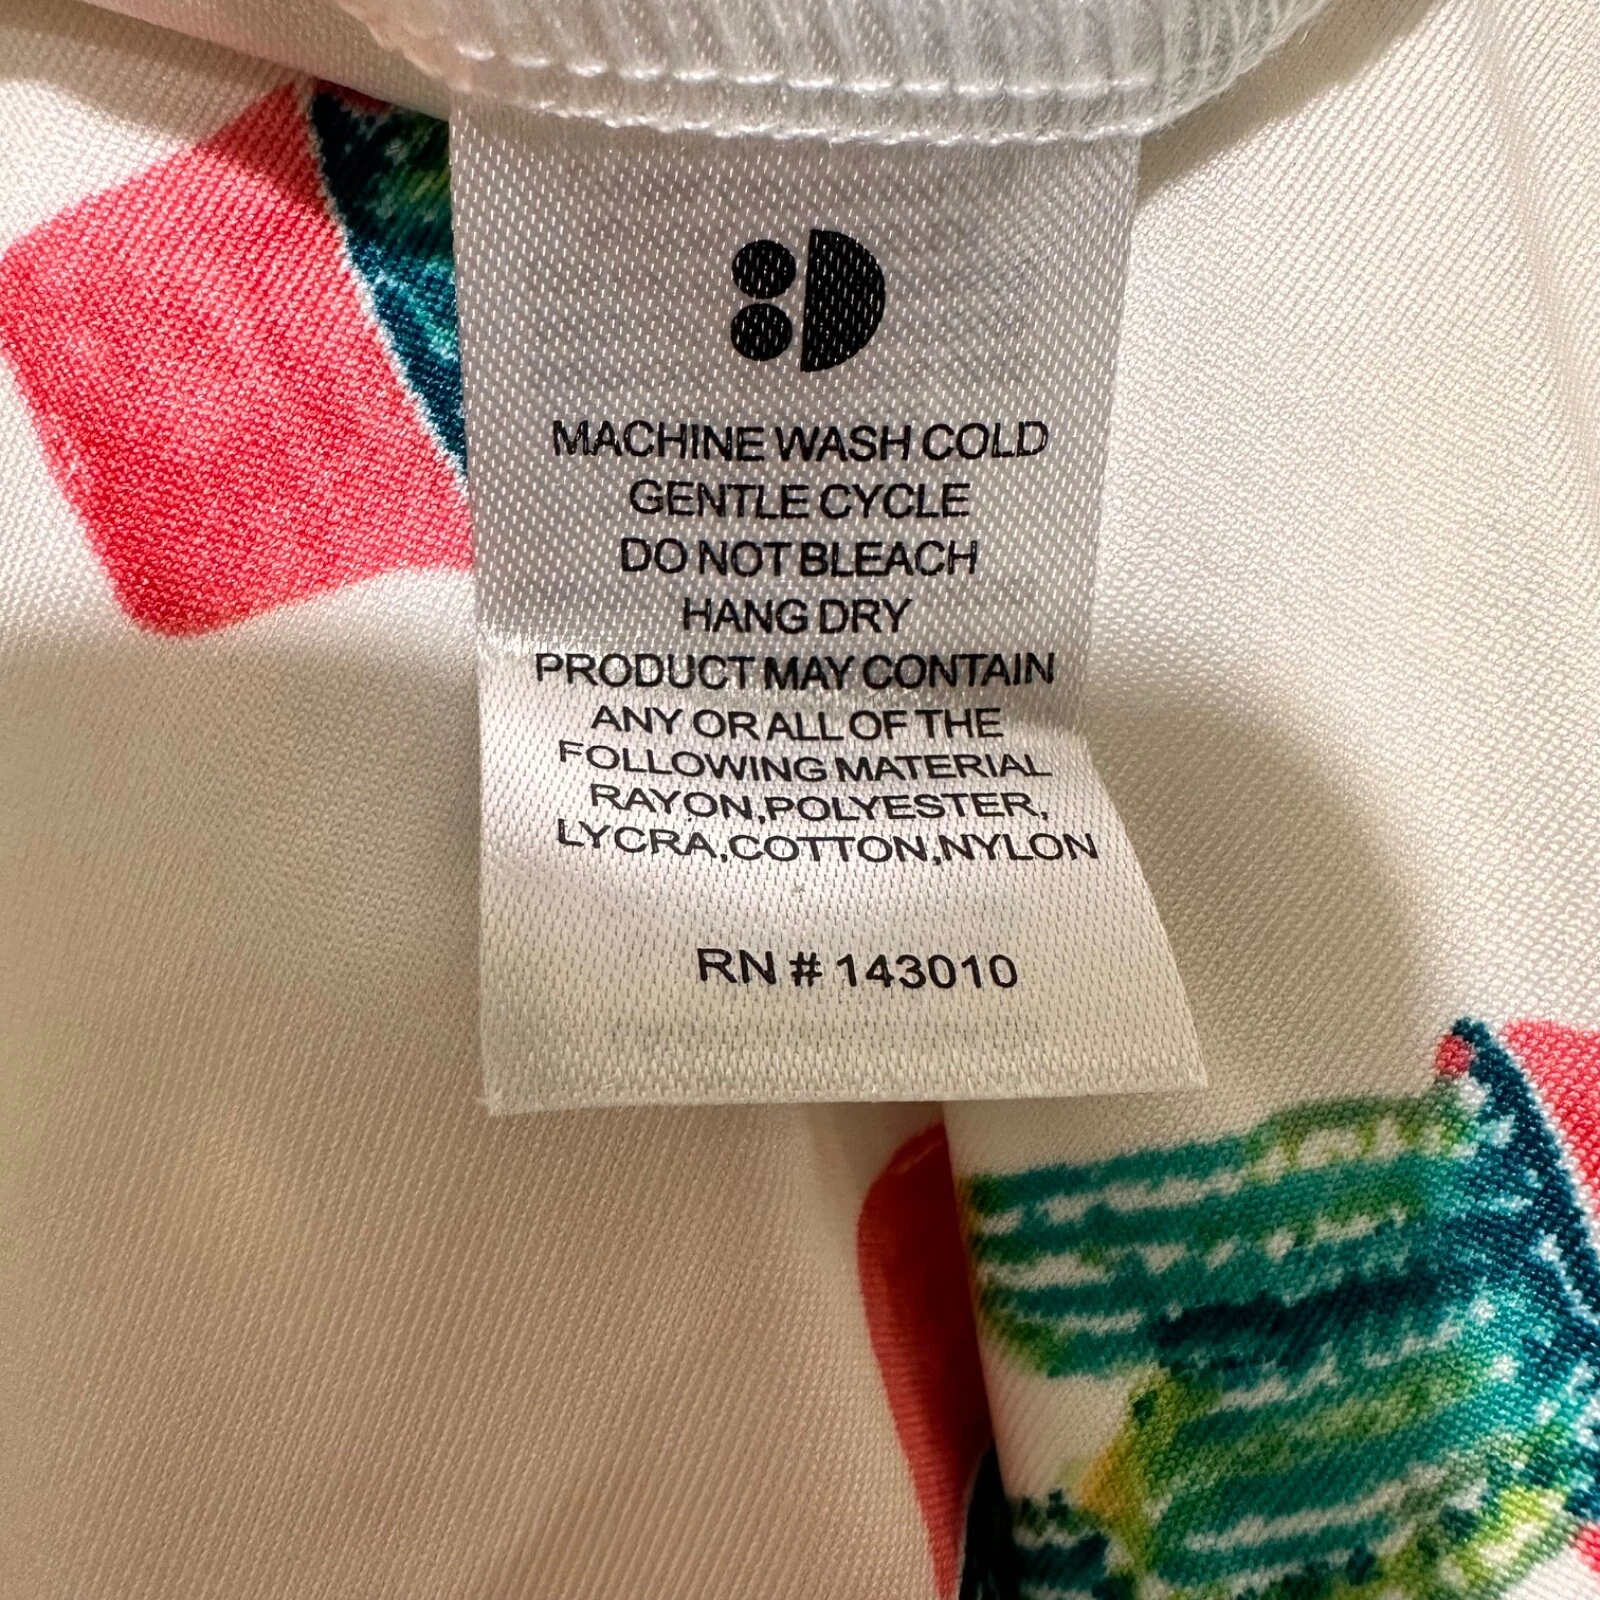 MACHINE WASH COLD
GENTLE CYCLE
DO NOT BLEACH
HANG DRY
PRODUCT MAY CONTAIN
ANY OR ALL OF THE
FOLLOWING MATERIAL
RAYON,POLYESTER,
LYCRA,COTTON,NYLON
RN # 143010